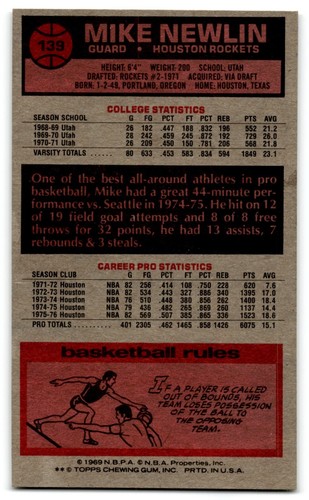 139
MIKE NEWLIN
GUARD • HOUSTON ROCKETS
HEIGHT: 6'4" WEIGHT: 200 SCHOOL: UTAH
DRAFTED: ROCKETS #2-1971 ACQUIRED: VIA DRAFT
BORN: 1-2-49, PORTLAND, OREGON HOME: HOUSTON, TEXAS
COLLEGE STATISTICS
SEASON SCHOOL G FG PCT. FT PCT. REB PTS. AVG.
1968-69 Utah 26 182 .447 188 .832 196 552 21.2
1969-70 Utah 28 242 .459 245 .872 192 729 26.0
1970-71 Utah 26 209 .450 150 .781 206 568 21.8
VARSITY TOTALS 80 633 .453 583 .834 594 1849 23.1
One of the best all-around athletes in pro
basketball, Mike had a great 44-minute per-
formance vs. Seattle in 1974-75. He hit on 12
of 19 field goal attempts and 8 of 8 free
throws for 32 points, he had 13 assists, 7
rebounds & 3 steals.
CAREER PRO STATISTICS
SEASON CLUB G FG PCT. FT PCT. REB PTS. AVG.
1971-72 Houston NBA 82 256 .414 108 .750 228 620 7.6
1972-73 Houston NBA 82 534 .443 327 .886 340 1395 17.0
1973-74 Houston NBA 76 510 .448 380 .856 262 1400 18.4
1974-75 Houston NBA 79 436 .452 265 .860 260 1137 14.4
1975-76 Houston NBA 82 569 .507 385 .865 336 1523 18.6
PRO TOTALS 401 2305 .462 1465 .858 1426 6075 15.1
basketball rules
IF A PLAYER IS CALLED
OUT OF BOUNDS, HIS
TEAM LOSES POSSESSION
OF THE BALL TO
THE OPPOSING
TEAM.
© 1969 N.B.P.A. © N.B.A. Properties, Inc.
** © TOPPS CHEWING GUM, INC. PRTD. IN U.S.A.